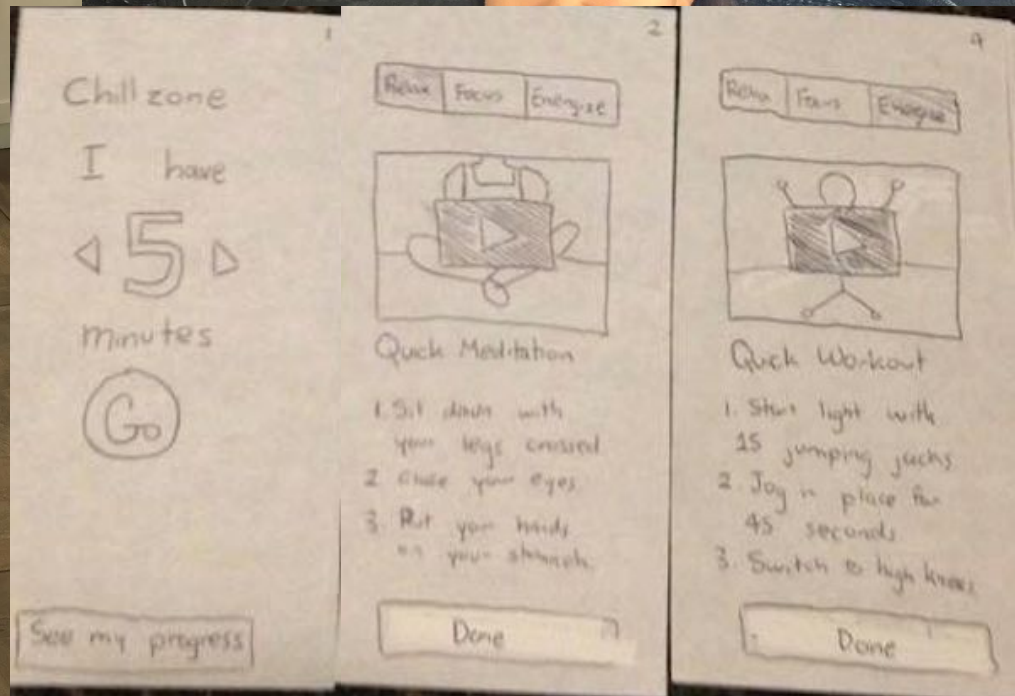 1
Chill zone
I have
5
minutes
Go
See my progress
2
Relax Focus Energize
Quick Meditation
1. Sit down with
your legs crossed
2 Close your eyes
3. Put your hands
on your stomach.
4
Relax Focus Energize
Quick Workout
1. Start light with
15 jumping jacks
2. Jog in place for
45 seconds
3. Switch to high knees
Done
Done